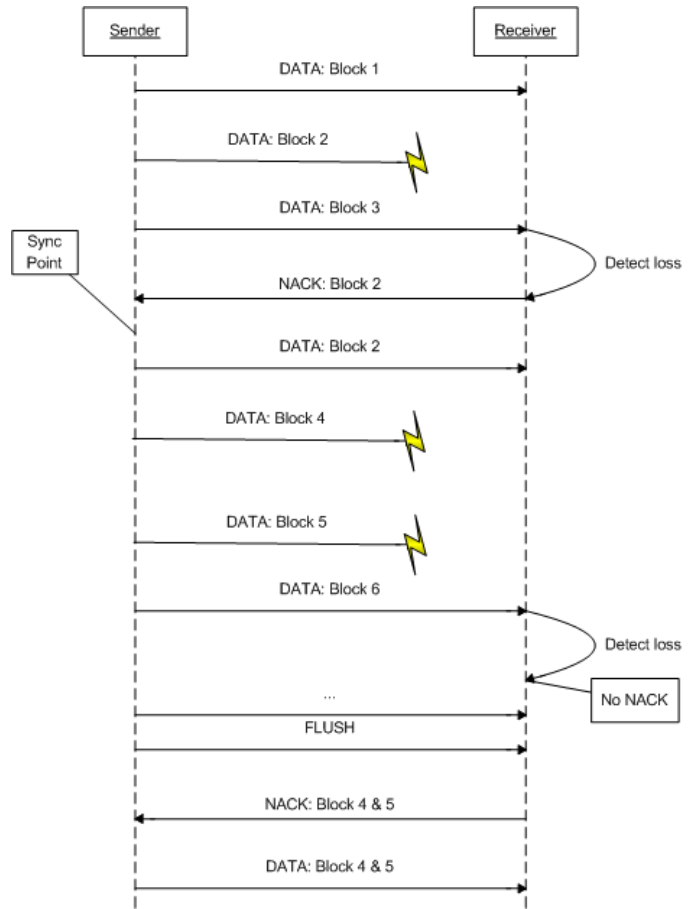 Sender
Receiver
DATA: Block 1
DATA: Block 2
DATA: Block 3
Sync
Point
Detect loss
NACK: Block 2
DATA: Block 2
DATA: Block 4
DATA: Block 5
DATA: Block 6
Detect loss
No NACK
...
FLUSH
NACK: Block 4 & 5
DATA: Block 4 & 5